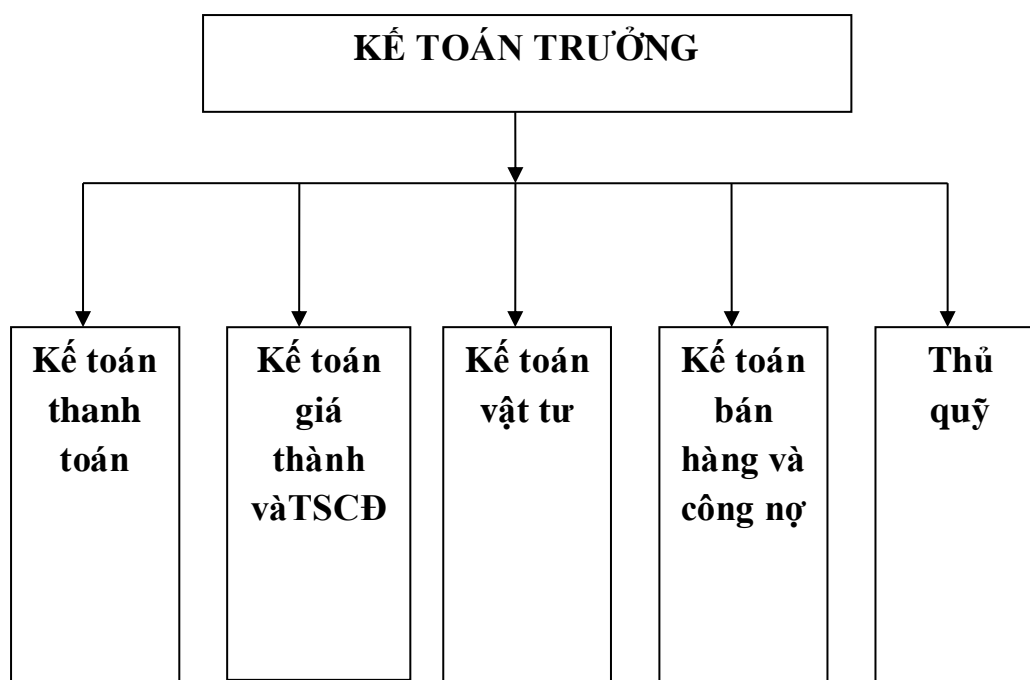 KẾ TOÁN TRƯỞNG
Kế toán
thanh
toán
Kế toán
giá
thành
vàTSCĐ
Kế toán
vật tư
Kế toán
bán
hàng và
công nợ
Thủ
quỹ